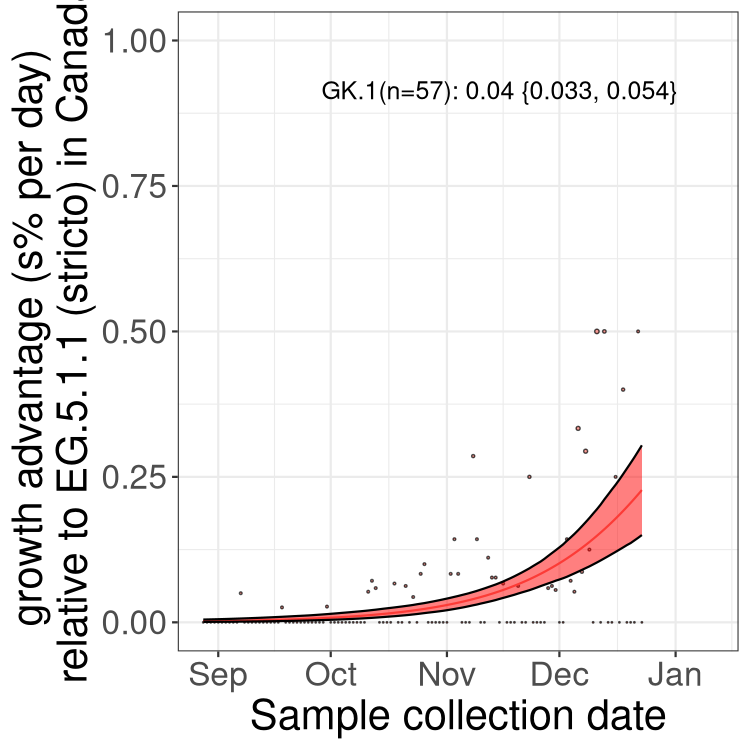 growth advantage (s% per day)
relative to EG.5.1.1 (stricto) in Canada
1.00
0.75
0.50
0.25
0.00
GK.1(n=57): 0.04 {0.033, 0.054}
Sep Oct Nov Dec Jan
Sample collection date